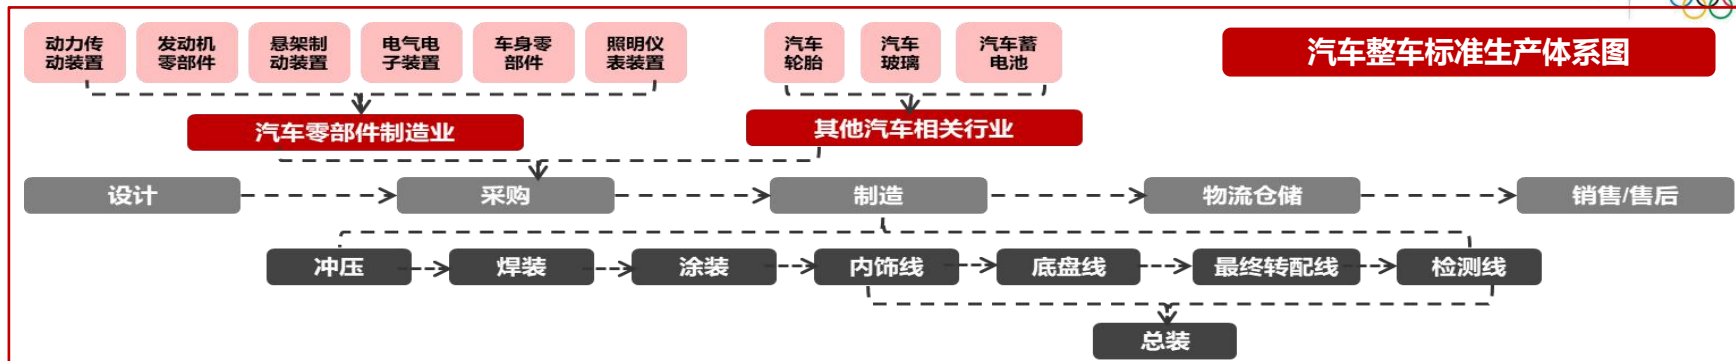 动力传
动装置
发动机
零部件
悬架制
动装置
电气电
子装置
车身零
部件
照明仪
表装置
汽车
轮胎
汽车
玻璃
汽车蓄
电池
汽车整车标准生产体系图
汽车零部件制造业
其他汽车相关行业
设计
采购
制造
物流仓储
销售/售后
冲压
焊装
涂装
内饰线
底盘线
最终转配线
检测线
总装